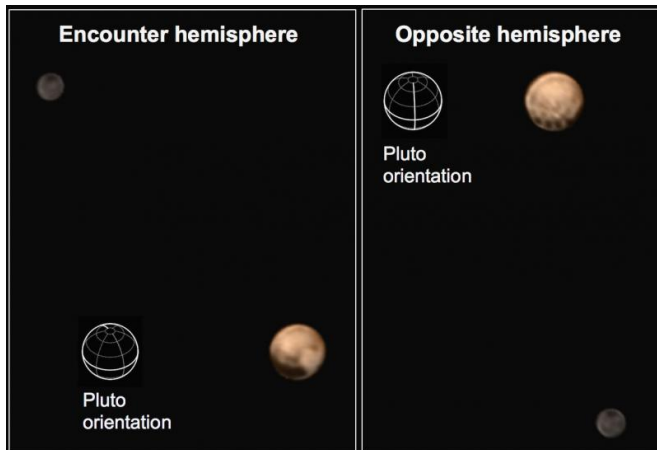 Encounter hemisphere
Pluto
orientation
Opposite hemisphere
Pluto
orientation